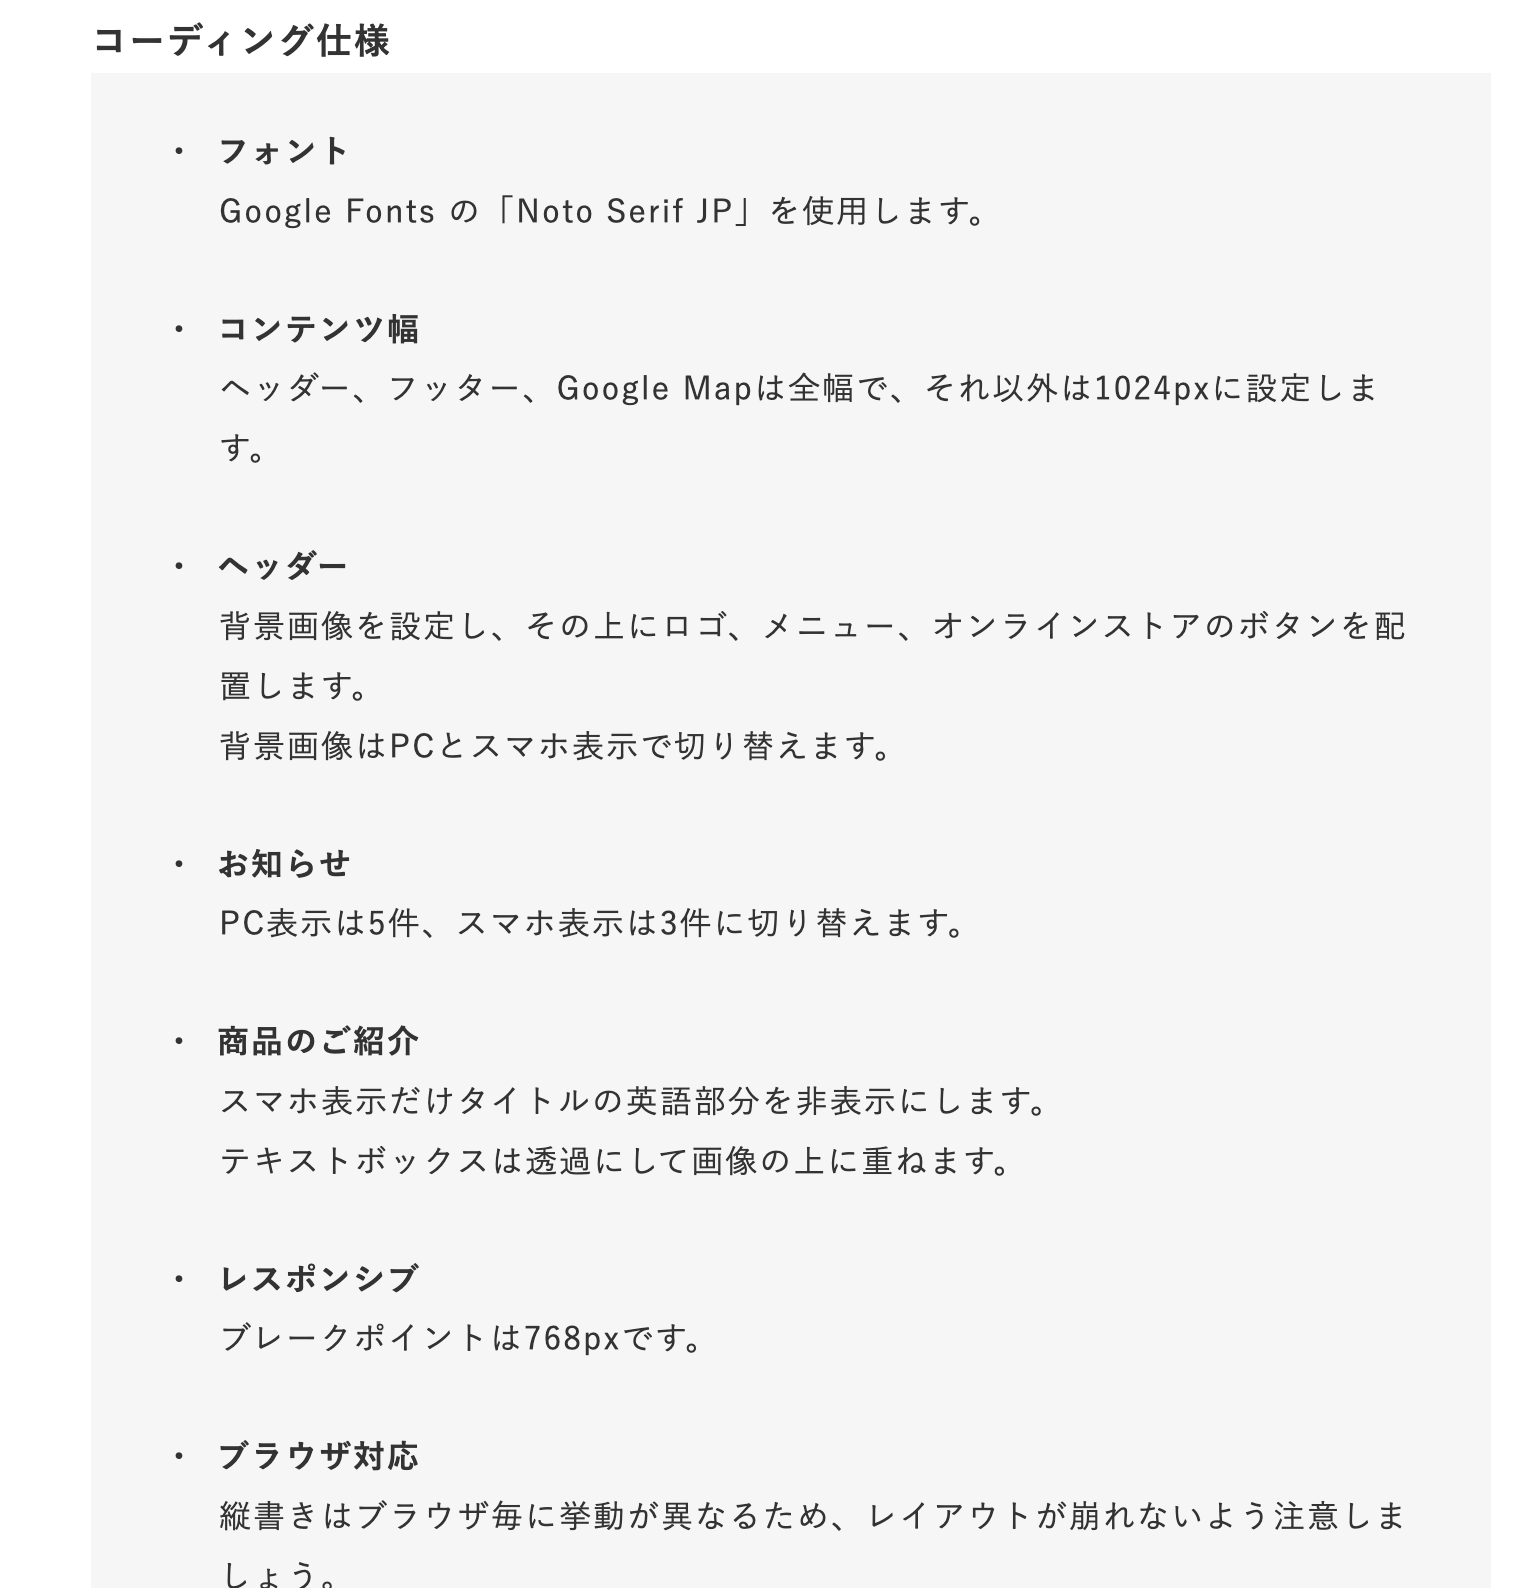 コーディング仕様
・ フォント
Google Fonts の「Noto Serif JP」を使用します。
・ コンテンツ幅
ヘッダー、フッター、Google Mapは全幅で、それ以外は1024pxに設定しま
す。
・ ヘッダー
背景画像を設定し、その上にロゴ、メニュー、オンラインストアのボタンを配
置します。
背景画像はPCとスマホ表示で切り替えます。
・ お知らせ
PC表示は5件、スマホ表示は3件に切り替えます。
・ 商品のご紹介
スマホ表示だけタイトルの英語部分を非表示にします。
テキストボックスは透過にして画像の上に重ねます。
・ レスポンシブ
ブレークポイントは768pxです。
・ ブラウザ対応
縦書きはブラウザ毎に挙動が異なるため、レイアウトが崩れないよう注意しま
しょう。